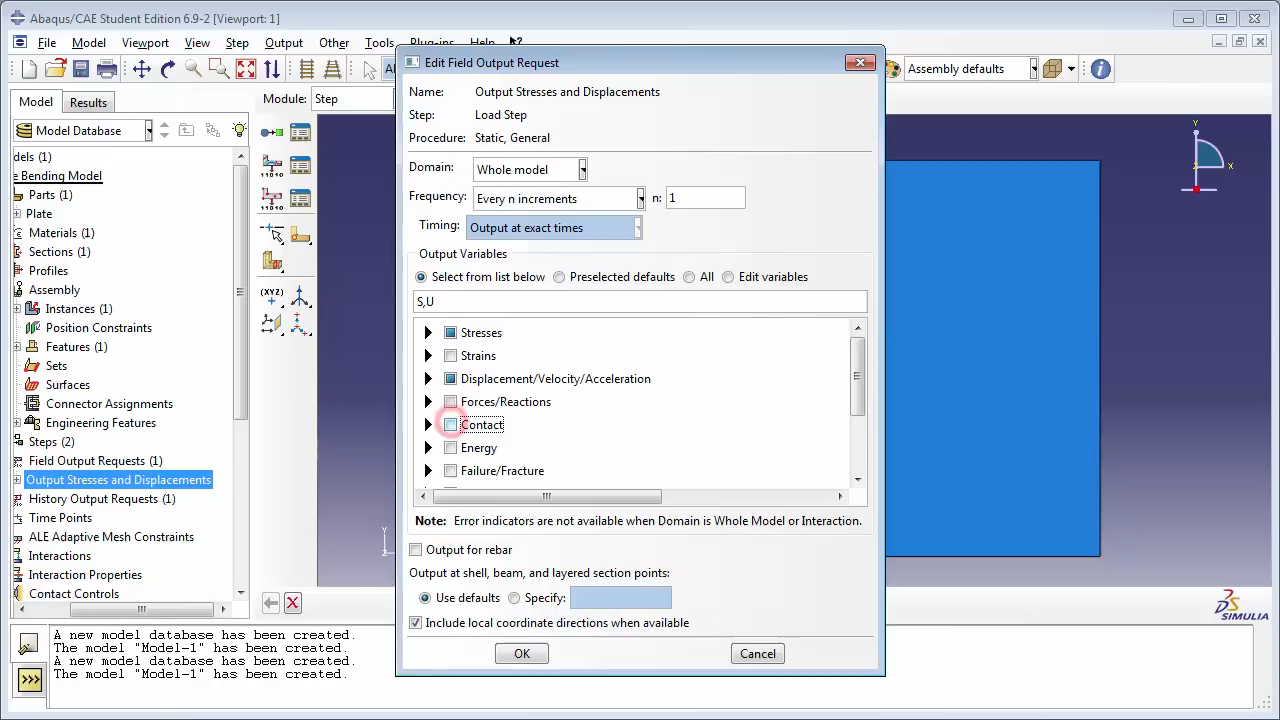 Abaqus/CAE Student Edition 6.9-2 [Viewport: 1]
File Model Viewport View Step Output Other Tools Plug-ins Help
Assembly defaults
Model Results
Module: Step
Model Database
dels (1)
e Bending Model
Parts (1)
Plate
Materials (1)
Sections (1)
Profiles
Assembly
Instances (1)
Position Constraints
Features (1)
Sets
Surfaces
Connector Assignments
Engineering Features
Steps (2)
Field Output Requests (1)
Output Stresses and Displacements
History Output Requests (1)
Time Points
ALE Adaptive Mesh Constraints
Interactions
Interaction Properties
Contact Controls
(XYZ)
Edit Field Output Request
Name: Output Stresses and Displacements
Step: Load Step
Procedure: Static, General
Domain: Whole model
Frequency: Every n increments n: 1
Timing: Output at exact times
Output Variables
Select from list below Preselected defaults All Edit variables
S,U
Stresses
Strains
Displacement/Velocity/Acceleration
Forces/Reactions
Contact
Energy
Failure/Fracture
Note: Error indicators are not available when Domain is Whole Model or Interaction.
Output for rebar
Output at shell, beam, and layered section points:
Use defaults Specify:
Include local coordinate directions when available
OK Cancel
Y
X
Z
Y
Z
SIMULIA
A new model database has been created.
The model "Model-1" has been created.
A new model database has been created.
The model "Model-1" has been created.
>>>